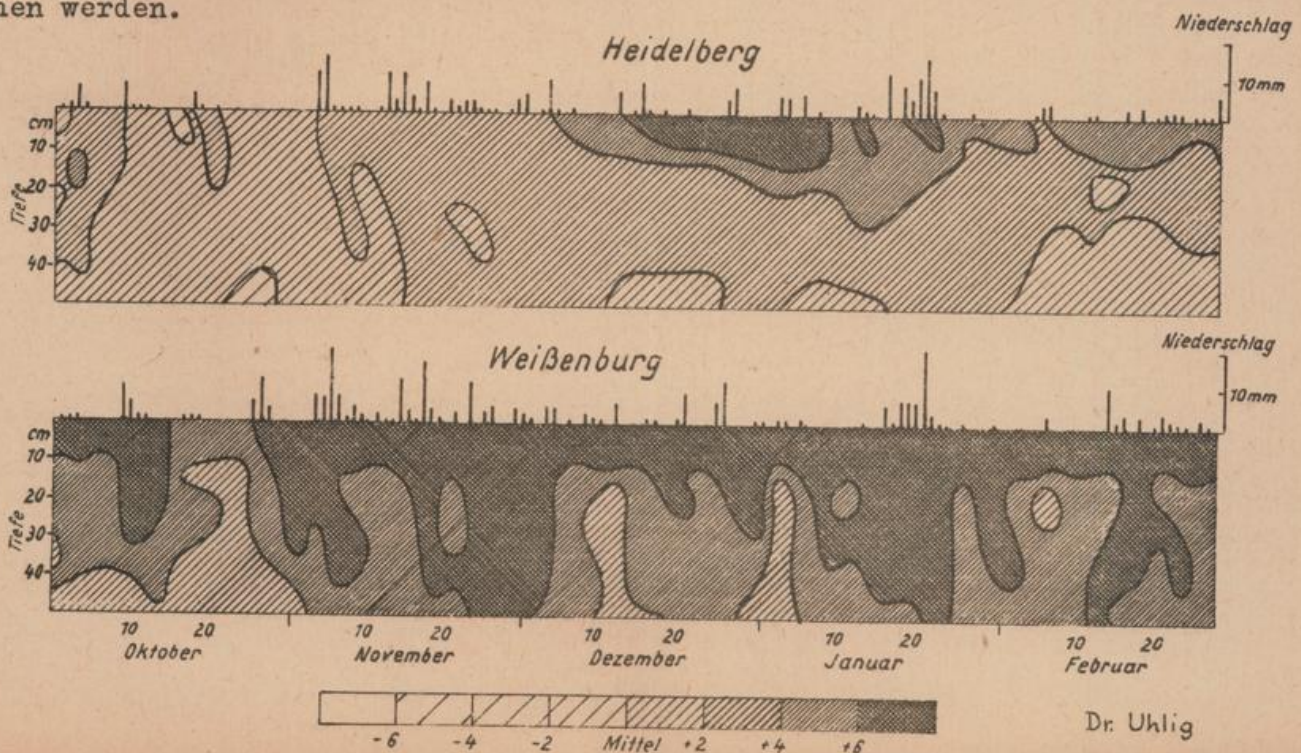 nen werden.
Niederschlag
Heidelberg
10mm
cm
10
20
30
40
Tiefe
Niederschlag
Weißenburg
10mm
cm
10
20
30
40
Tiefe
10 20 10 20 10 20 10 20 10 20
Oktober November Dezember Januar Februar
-6 -4 -2 Mittel +2 +4 +6
Dr. Uhlig